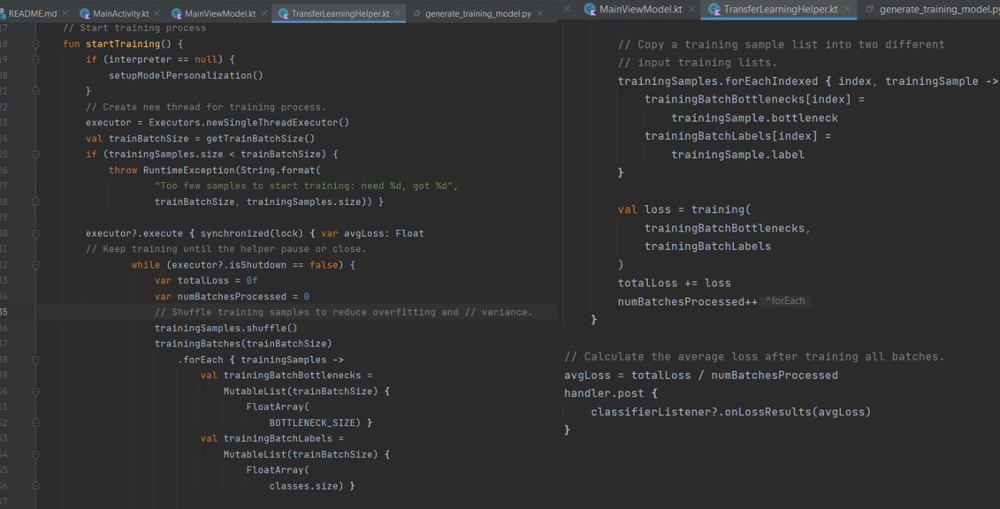 README.md MainActivity.kt MainViewModel.kt TransferLearningHelper.kt generate_training_model.py
17 // Start training process
18 fun startTraining() {
19 if (interpreter == null) {
20 setupModelPersonalization()
21 }
22 // Create new thread for training process.
23 executor = Executors.newSingleThreadExecutor()
24 val trainBatchSize = getTrainBatchSize()
25 if (trainingSamples.size < trainBatchSize) {
26 throw RuntimeException(String.format(
27 "Too few samples to start training: need %d, got %d",
28 trainBatchSize, trainingSamples.size)) }
29
30 executor?.execute { synchronized(lock) { var avgLoss: Float
31 // Keep training until the helper pause or close.
32 while (executor?.isShutdown == false) {
33 var totalLoss = 0f
34 var numBatchesProcessed = 0
35 // Shuffle training samples to reduce overfitting and // variance.
36 trainingSamples.shuffle()
37 trainingBatches(trainBatchSize)
38 .forEach { trainingSamples ->
39 val trainingBatchBottlenecks =
40 MutableList(trainBatchSize) {
41 FloatArray(
42 BOTTLENECK_SIZE) }
43 val trainingBatchLabels =
44 MutableList(trainBatchSize) {
45 FloatArray(
46 classes.size) }
47
MainViewModel.kt TransferLearningHelper.kt generate_training_model.py
// Copy a training sample list into two different
// input training lists.
trainingSamples.forEachIndexed { index, trainingSample ->
trainingBatchBottlenecks[index] =
trainingSample.bottleneck
trainingBatchLabels[index] =
trainingSample.label
}
val loss = training(
trainingBatchBottlenecks,
trainingBatchLabels
)
totalLoss += loss
numBatchesProcessed++ ^forEach
}
// Calculate the average loss after training all batches.
avgLoss = totalLoss / numBatchesProcessed
handler.post {
classifierListener?.onLossResults(avgLoss)
}